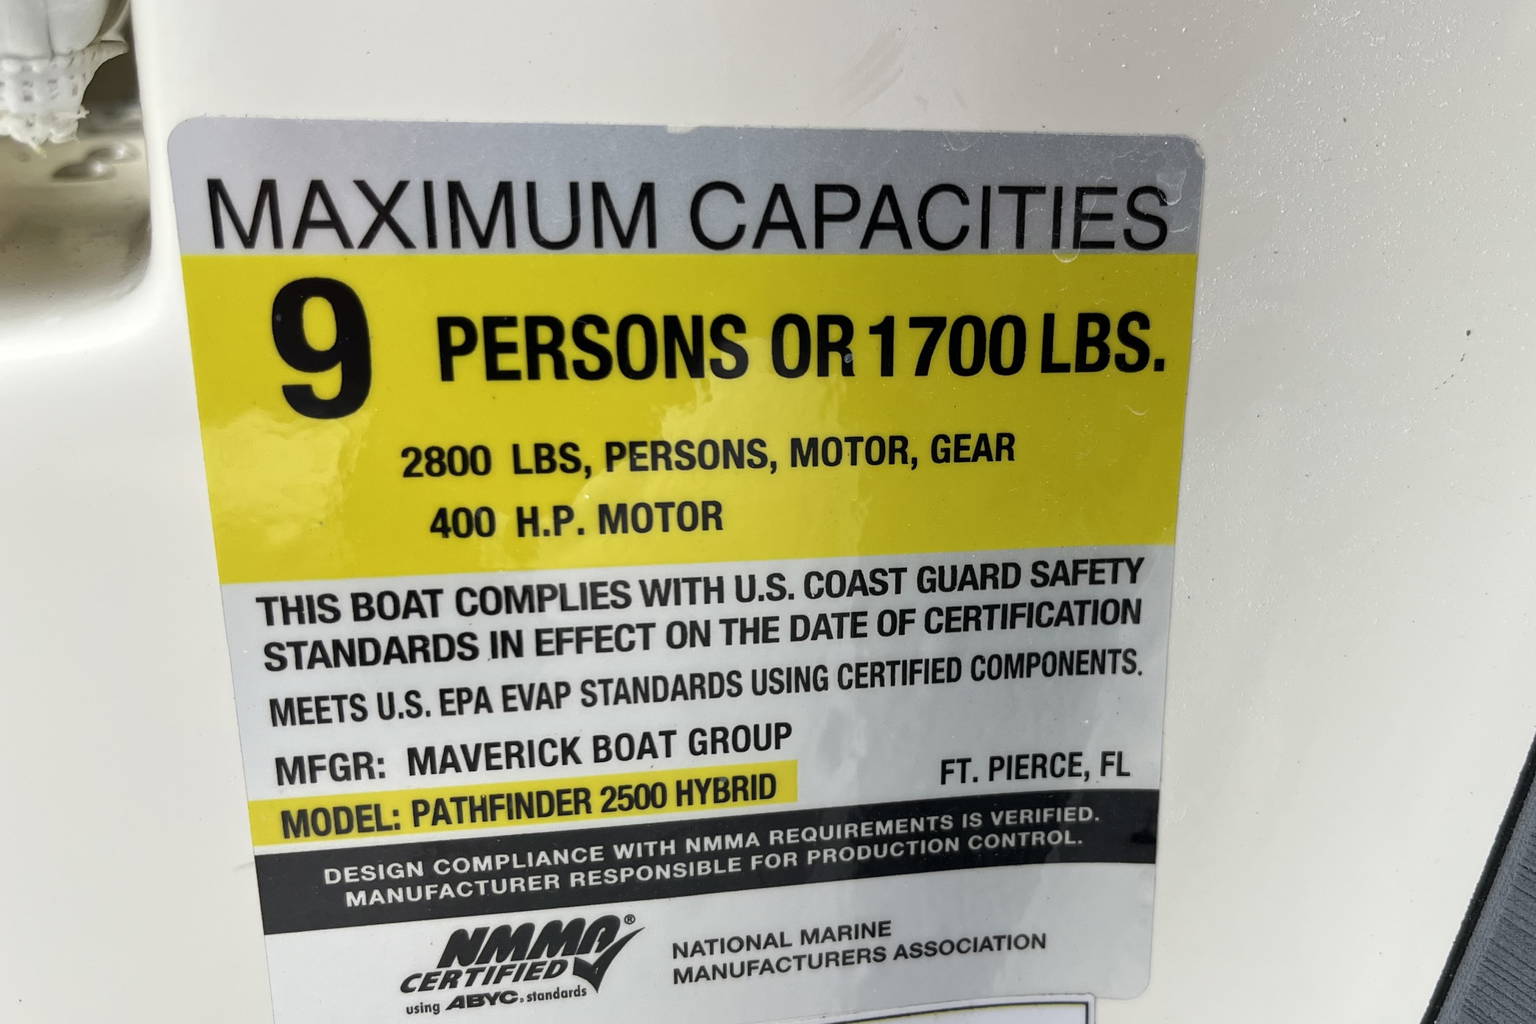 MAXIMUM CAPACITIES
9 PERSONS OR 1700 LBS.
2800 LBS, PERSONS, MOTOR, GEAR
400 H.P. MOTOR
THIS BOAT COMPLIES WITH U.S. COAST GUARD SAFETY
STANDARDS IN EFFECT ON THE DATE OF CERTIFICATION
MEETS U.S. EPA EVAP STANDARDS USING CERTIFIED COMPONENTS.
MFGR: MAVERICK BOAT GROUP
FT. PIERCE, FL
MODEL: PATHFINDER 2500 HYBRID
DESIGN COMPLIANCE WITH NMMA REQUIREMENTS IS VERIFIED.
MANUFACTURER RESPONSIBLE FOR PRODUCTION CONTROL.
NMMA®
CERTIFIED
using ABYC. standards
NATIONAL MARINE
MANUFACTURERS ASSOCIATION